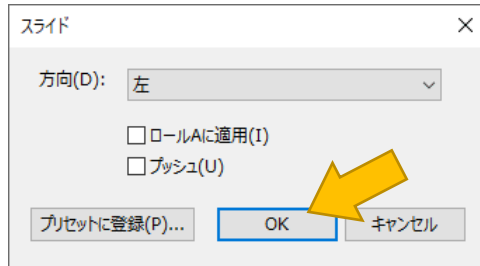 スライド
方向(D):
左
ロールAに適用(I)
プッシュ(U)
プリセットに登録(P)...
OK
キャンセル